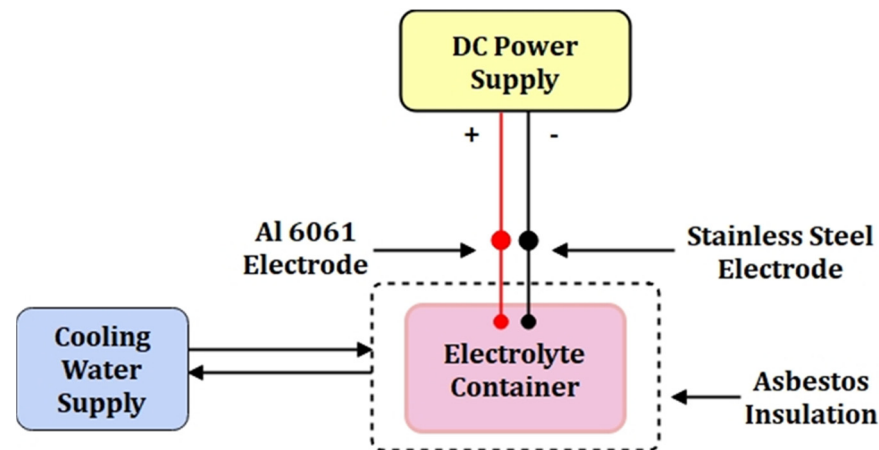 DC Power
Supply
+ -
Al 6061
Electrode
Stainless Steel
Electrode
Cooling
Water
Supply
Electrolyte
Container
Asbestos
Insulation